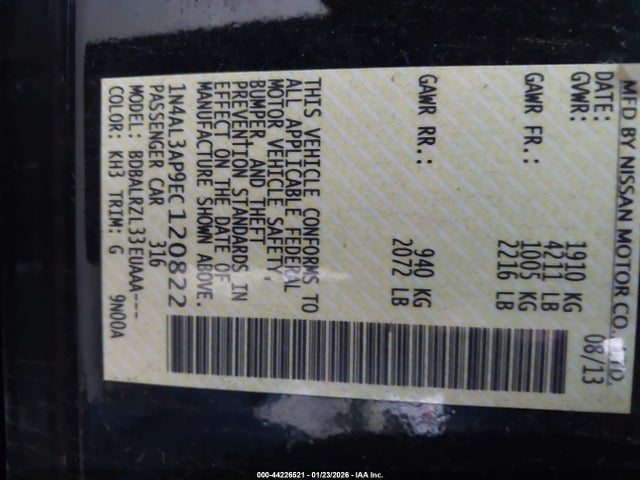 MFD BY NISSAN MOTOR CO., LTD.
DATE: 08/13
GVWR: 1910 KG
4211 LB
GAWR FR.: 1005 KG
2216 LB
GAWR RR.: 940 KG
2072 LB
THIS VEHICLE CONFORMS TO
ALL APPLICABLE FEDERAL
MOTOR VEHICLE SAFETY,
BUMPER, AND THEFT
PREVENTION STANDARDS IN
EFFECT ON THE DATE OF
MANUFACTURE SHOWN ABOVE.
1N4AL3AP9EC120822
PASSENGER CAR 316
MODEL: BDBALRZL33EUAAA---
COLOR: KH3 TRIM: G 9N00A
000-44226521 - 01/23/2026 - IAA Inc.